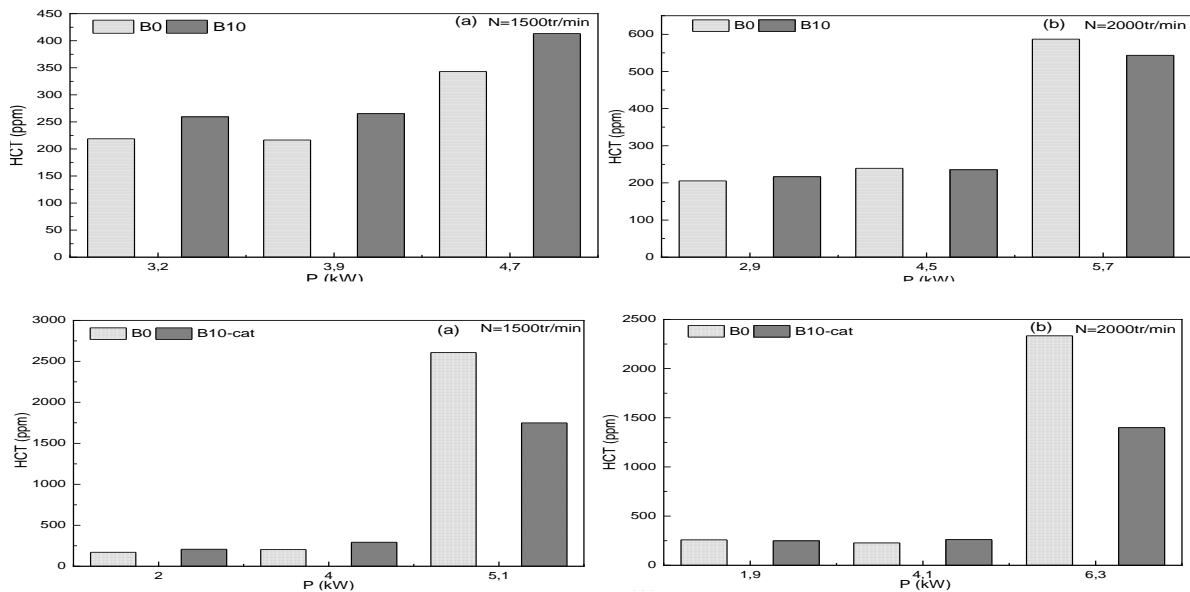 B0 B10 (a) N=1500tr/min
450
400
350
300
250
200
150
100
50
0
HCT (ppm)
3,2 3,9 4,7
P (kW)
B0 B10 (b) N=2000tr/min
600
500
400
300
200
100
0
HCT (ppm)
2,9 4,5 5,7
P (kW)
B0 B10-cat (a) N=1500tr/min
3000
2500
2000
1500
1000
500
0
HCT (ppm)
2 4 5,1
P (kW)
B0 B10-cat (b) N=2000tr/min
2500
2000
1500
1000
500
0
HCT (ppm)
1,9 4,1 6,3
P (kW)